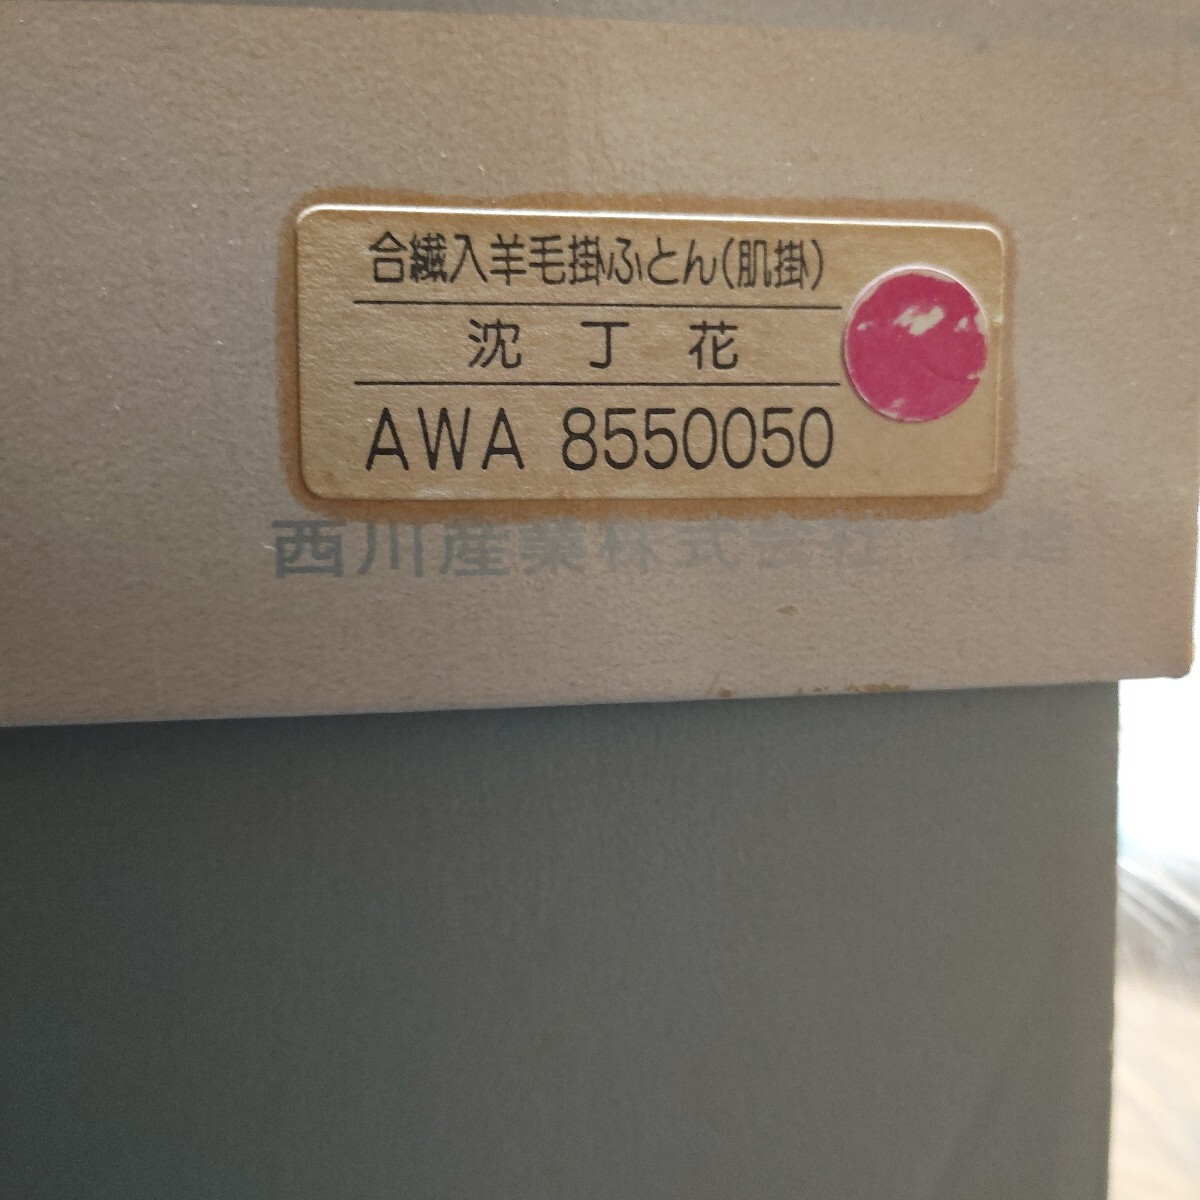 合繊入羊毛掛ふとん(肌掛)
沈丁花
AWA 8550050
西川産業株式会社